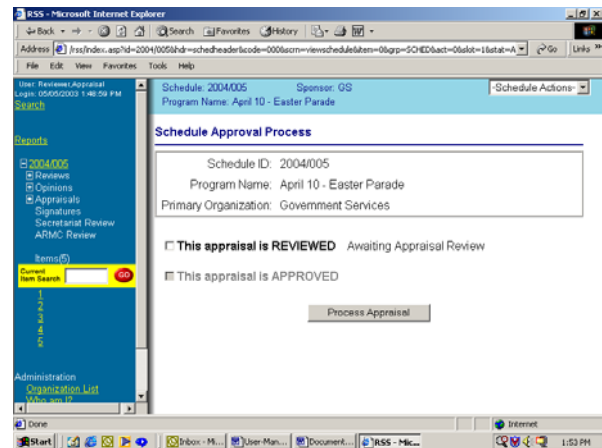 RSS - Microsoft Internet Explorer
Back Search Favorites History
Address /rss/index.asp?id=2004/005&hdr=schedheader&code=000&scrn=viewschedule&item=0&grp=SCHED&act=0&slot=1&stat=A Go Links »
File Edit View Favorites Tools Help
User: Reviewer,Appraisal
Login: 05/05/2003 1:48:59 PM
Search
Reports
2004/005
Reviews
Opinions
Appraisals
Signatures
Secretariat Review
ARMC Review
Items(5)
Current
Item Search GO
1
2
3
4
5
Administration
Organization List
Who am I?
Schedule: 2004/005 Sponsor: GS -Schedule Actions-
Program Name: April 10 - Easter Parade
Schedule Approval Process
Schedule ID: 2004/005
Program Name: April 10 - Easter Parade
Primary Organization: Government Services
This appraisal is REVIEWED Awaiting Appraisal Review
This appraisal is APPROVED
Process Appraisal
Done Internet
Start Inbox - M... User-Man... Document... RSS - Mic... 1:53 PM